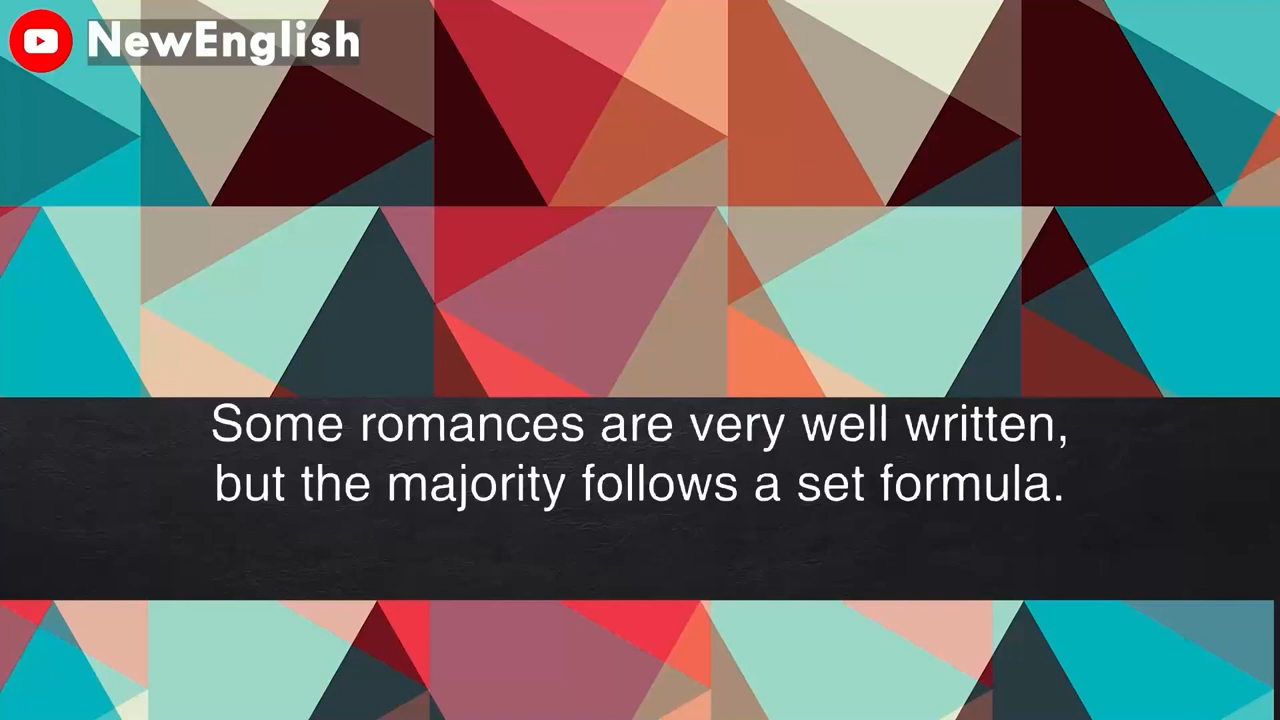 NewEnglish
Some romances are very well written,
but the majority follows a set formula.